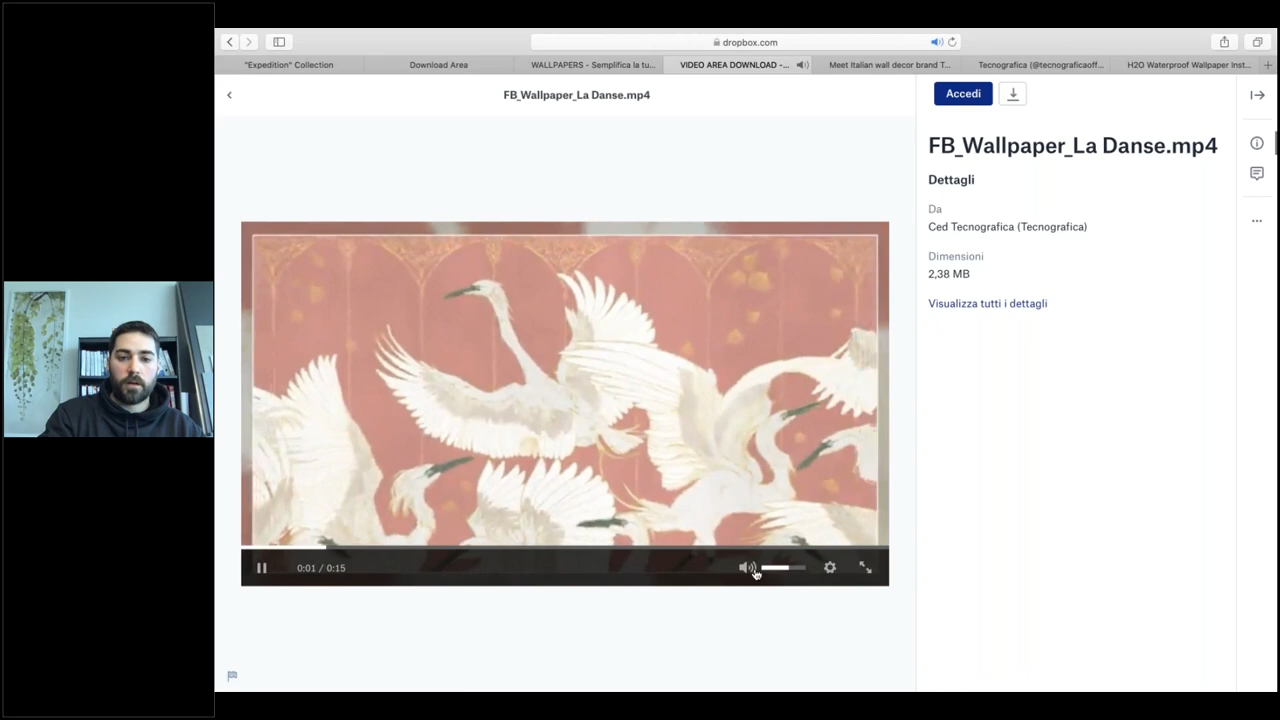 dropbox.com
"Expedition" Collection
Download Area
WALLPAPERS - Semplifica la tu...
VIDEO AREA DOWNLOAD -...
Meet Italian wall decor brand T...
Tecnografica (@tecnograficaoff...
H2O Waterproof Wallpaper Inst...
FB_Wallpaper_La Danse.mp4
Accedi
FB_Wallpaper_La Danse.mp4
Dettagli
Da
Ced Tecnografica (Tecnografica)
Dimensioni
2,38 MB
Visualizza tutti i dettagli
0:01 / 0:15